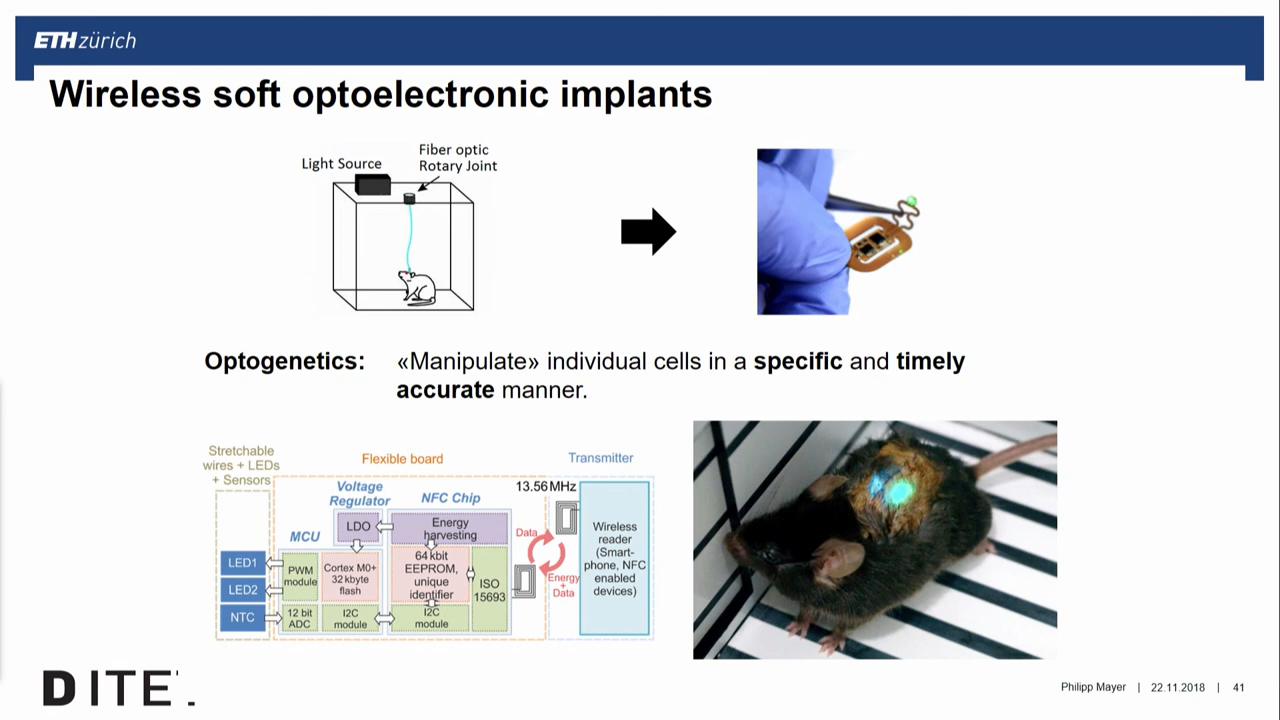 ETH zürich
Wireless soft optoelectronic implants
Light Source
Fiber optic
Rotary Joint
Optogenetics: «Manipulate» individual cells in a specific and timely
accurate manner.
Stretchable
wires + LEDs
+ Sensors
Flexible board
Transmitter
Voltage
Regulator
NFC Chip
13.56 MHz
MCU
LDO
Energy
harvesting
Data
Wireless
reader
(Smart-
phone, NFC
enabled
devices)
LED1
LED2
NTC
PWM
module
Cortex M0+
32 kbyte
flash
64 kbit
EEPROM,
unique
identifier
ISO
15693
Energy
+
Data
12 bit
ADC
I2C
module
I2C
module
D ITET
Philipp Mayer | 22.11.2018 | 41